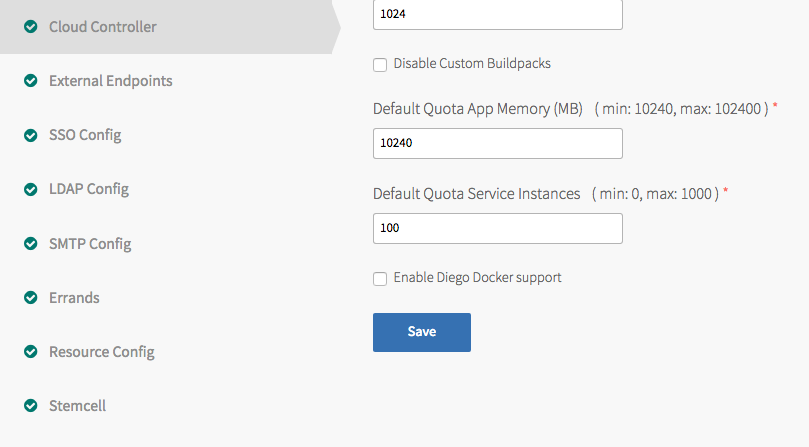 Cloud Controller
External Endpoints
SSO Config
LDAP Config
SMTP Config
Errands
Resource Config
Stemcell
1024
Disable Custom Buildpacks
Default Quota App Memory (MB) ( min: 10240, max: 102400 ) *
10240
Default Quota Service Instances ( min: 0, max: 1000 ) *
100
Enable Diego Docker support
Save